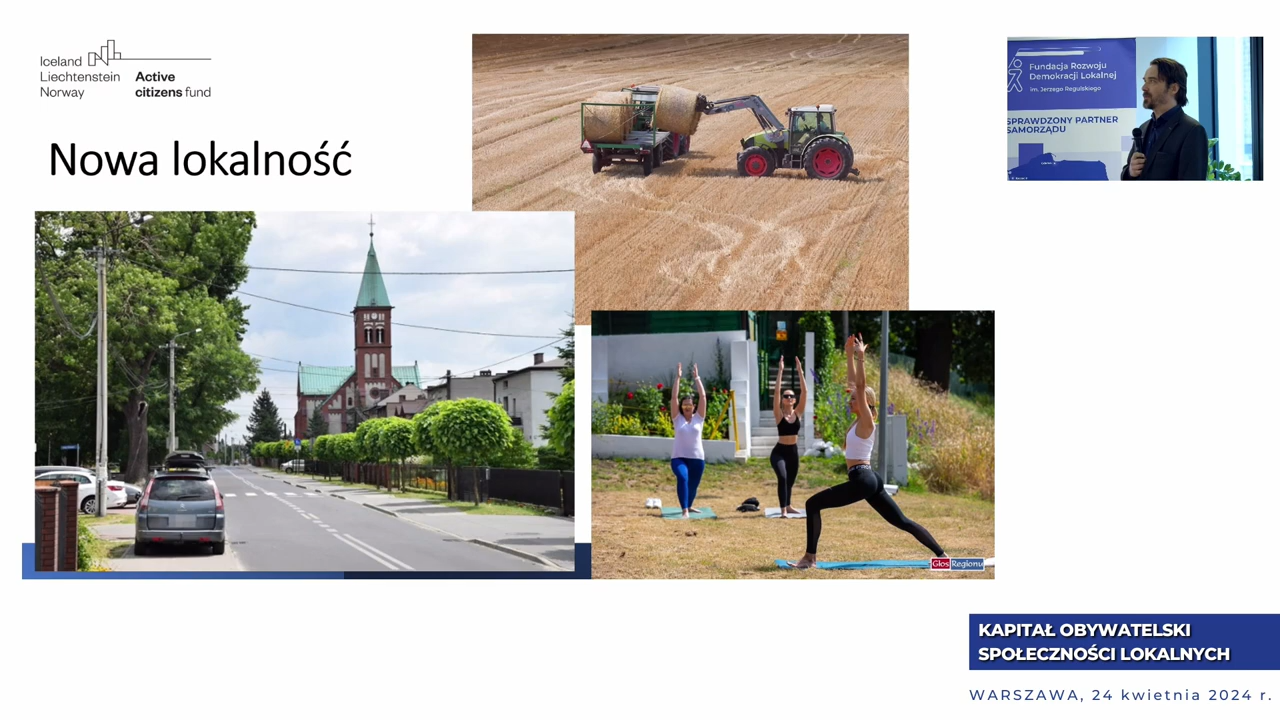 Iceland
Liechtenstein
Norway
Active
citizens fund
Nowa lokalność
Fundacja Rozwoju
Demokracji Lokalnej
im. Jerzego Regulskiego
SPRAWDZONY PARTNER
SAMORZĄDU
Głos Regionu
KAPITAŁ OBYWATELSKI
SPOŁECZNOŚCI LOKALNYCH
WARSZAWA, 24 kwietnia 2024 r.